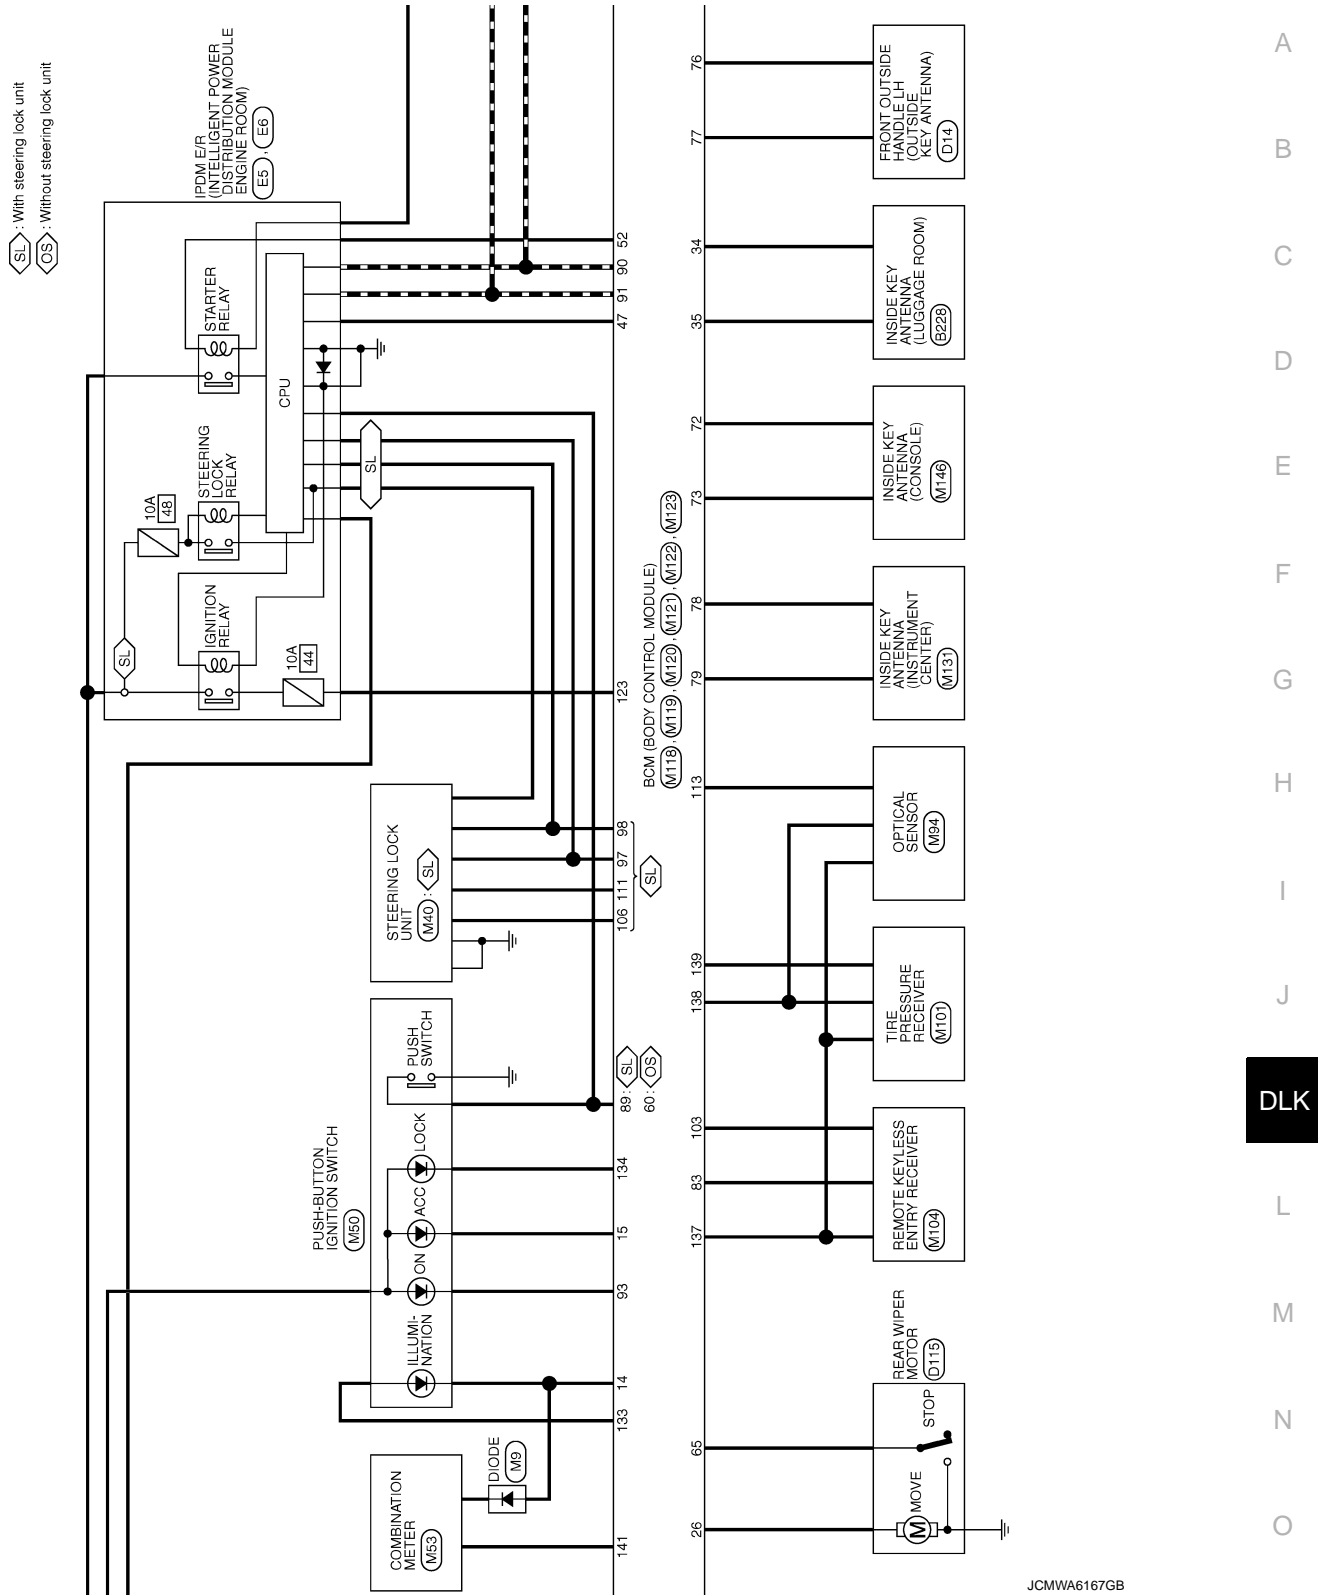 SL : With steering lock unit
OS : Without steering lock unit
IPDM E/R
(INTELLIGENT POWER
DISTRIBUTION MODULE
ENGINE ROOM)
E5 , E6
STARTER
RELAY
CPU
STEERING
LOCK
RELAY
10A
48
IGNITION
RELAY
10A
44
SL
SL
52
90
91
47
123
98
97
111
106
SL
89 : SL
60 : OS
134
15
93
14
133
141
STEERING LOCK
UNIT
M40 : SL
PUSH-BUTTON
IGNITION SWITCH
M50
PUSH
SWITCH
LOCK
ACC
ON
ILLUMI-
NATION
COMBINATION
METER
M53
DIODE
M9
BCM (BODY CONTROL MODULE)
M118 , M119 , M120 , M121 , M122 , M123
76
77
34
35
72
73
78
79
113
139
138
103
83
137
65
26
FRONT OUTSIDE
HANDLE LH
(OUTSIDE
KEY ANTENNA)
D14
INSIDE KEY
ANTENNA
(LUGGAGE ROOM)
B228
INSIDE KEY
ANTENNA
(CONSOLE)
M146
INSIDE KEY
ANTENNA
(INSTRUMENT
CENTER)
M131
OPTICAL
SENSOR
M94
TIRE
PRESSURE
RECEIVER
M101
REMOTE KEYLESS
ENTRY RECEIVER
M104
REAR WIPER
MOTOR
D115
STOP
MOVE
M
A
B
C
D
E
F
G
H
I
J
DLK
L
M
N
O
JCMWA6167GB